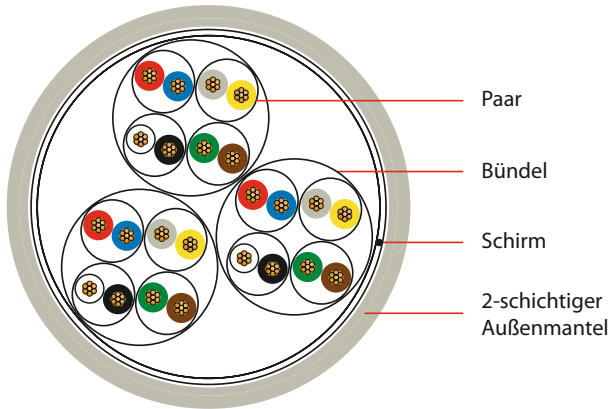 Paar
Bündel
Schirm
2-schichtiger
Außenmantel